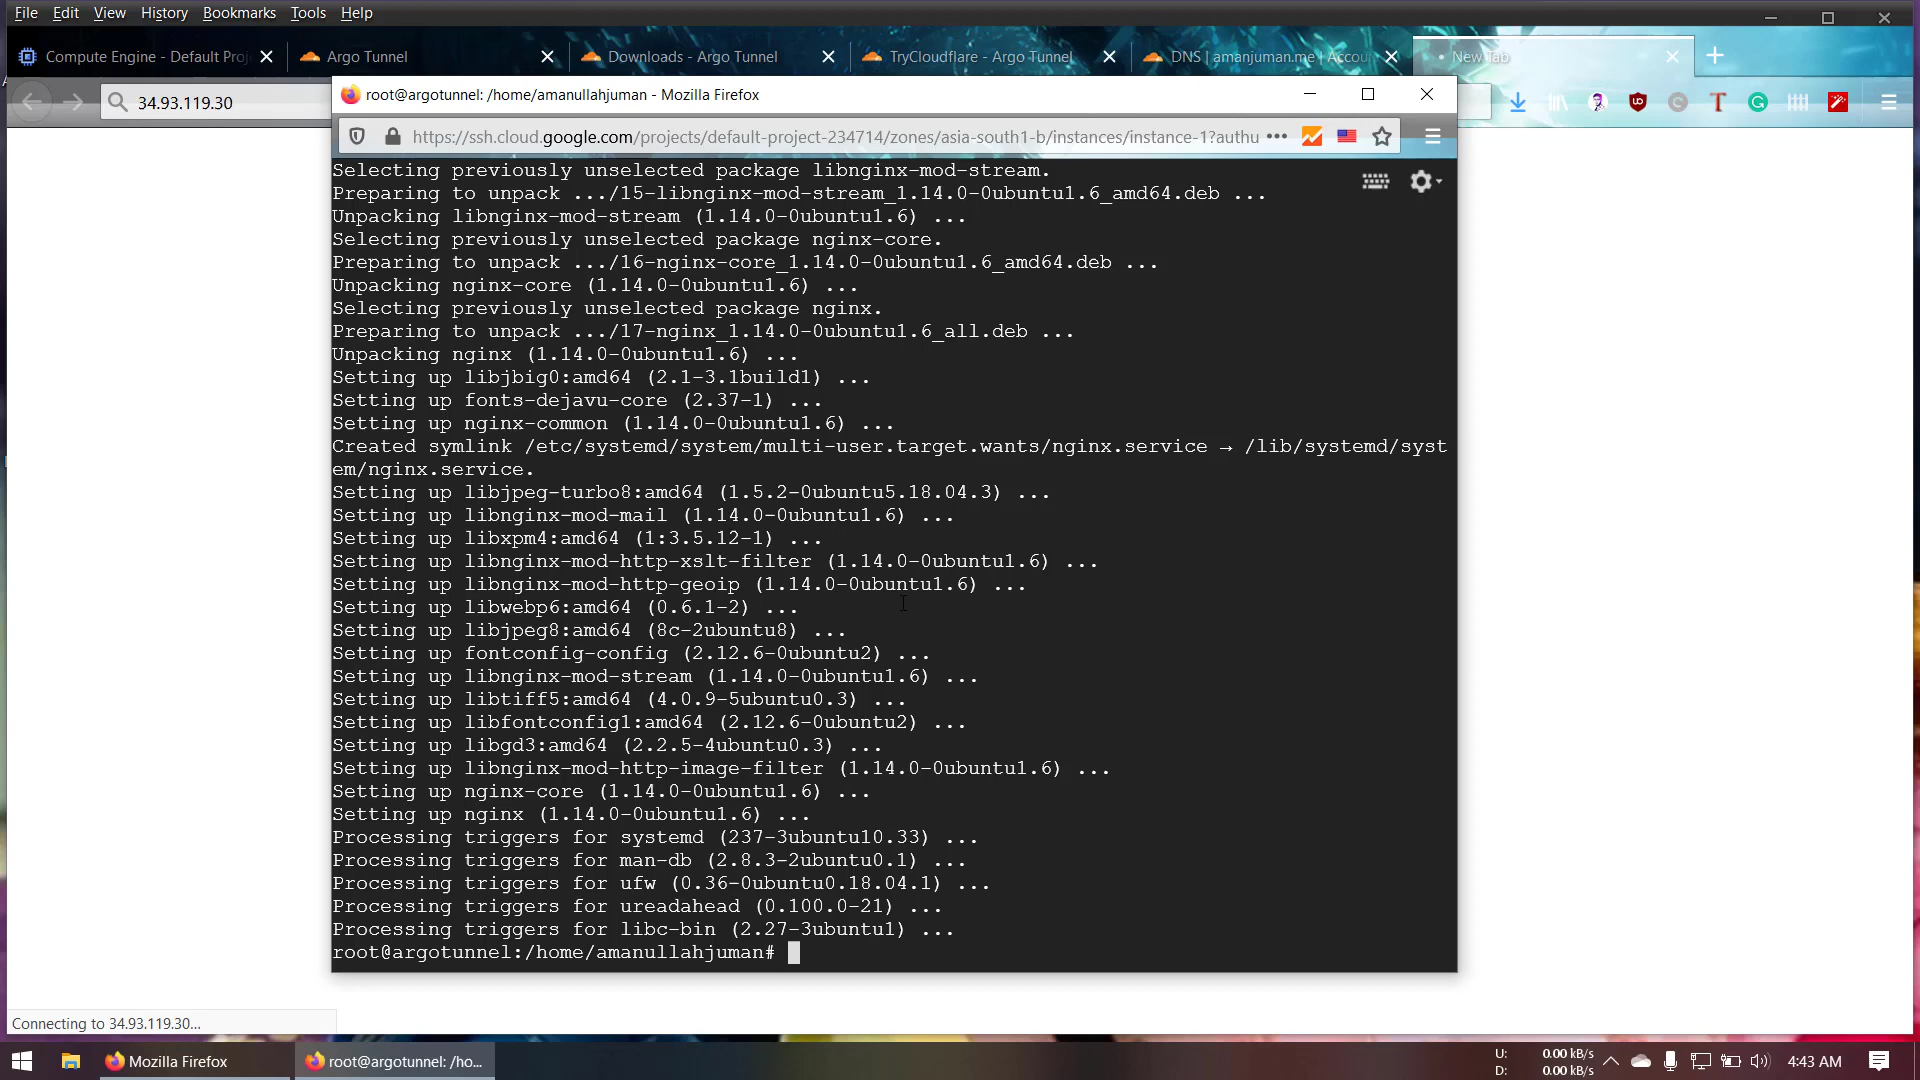 File Edit View History Bookmarks Tools Help
Compute Engine - Default Proj
Argo Tunnel
Downloads - Argo Tunnel
TryCloudflare - Argo Tunnel
DNS | amanjuman.me | Accou
New Tab
34.93.119.30
root@argotunnel: /home/amanullahjuman - Mozilla Firefox
https://ssh.cloud.google.com/projects/default-project-234714/zones/asia-south1-b/instances/instance-1?authu
Selecting previously unselected package libnginx-mod-stream.
Preparing to unpack .../15-libnginx-mod-stream_1.14.0-0ubuntu1.6_amd64.deb ...
Unpacking libnginx-mod-stream (1.14.0-0ubuntu1.6) ...
Selecting previously unselected package nginx-core.
Preparing to unpack .../16-nginx-core_1.14.0-0ubuntu1.6_amd64.deb ...
Unpacking nginx-core (1.14.0-0ubuntu1.6) ...
Selecting previously unselected package nginx.
Preparing to unpack .../17-nginx_1.14.0-0ubuntu1.6_all.deb ...
Unpacking nginx (1.14.0-0ubuntu1.6) ...
Setting up libjbig0:amd64 (2.1-3.1build1) ...
Setting up fonts-dejavu-core (2.37-1) ...
Setting up nginx-common (1.14.0-0ubuntu1.6) ...
Created symlink /etc/systemd/system/multi-user.target.wants/nginx.service → /lib/systemd/syst
em/nginx.service.
Setting up libjpeg-turbo8:amd64 (1.5.2-0ubuntu5.18.04.3) ...
Setting up libnginx-mod-mail (1.14.0-0ubuntu1.6) ...
Setting up libxpm4:amd64 (1:3.5.12-1) ...
Setting up libnginx-mod-http-xslt-filter (1.14.0-0ubuntu1.6) ...
Setting up libnginx-mod-http-geoip (1.14.0-0ubuntu1.6) ...
Setting up libwebp6:amd64 (0.6.1-2) ...
Setting up libjpeg8:amd64 (8c-2ubuntu8) ...
Setting up fontconfig-config (2.12.6-0ubuntu2) ...
Setting up libnginx-mod-stream (1.14.0-0ubuntu1.6) ...
Setting up libtiff5:amd64 (4.0.9-5ubuntu0.3) ...
Setting up libfontconfig1:amd64 (2.12.6-0ubuntu2) ...
Setting up libgd3:amd64 (2.2.5-4ubuntu0.3) ...
Setting up libnginx-mod-http-image-filter (1.14.0-0ubuntu1.6) ...
Setting up nginx-core (1.14.0-0ubuntu1.6) ...
Setting up nginx (1.14.0-0ubuntu1.6) ...
Processing triggers for systemd (237-3ubuntu10.33) ...
Processing triggers for man-db (2.8.3-2ubuntu0.1) ...
Processing triggers for ufw (0.36-0ubuntu0.18.04.1) ...
Processing triggers for ureadahead (0.100.0-21) ...
Processing triggers for libc-bin (2.27-3ubuntu1) ...
root@argotunnel:/home/amanullahjuman#
Connecting to 34.93.119.30...
Mozilla Firefox
root@argotunnel: /ho...
U: 0.00 kB/s
D: 0.00 kB/s
4:43 AM